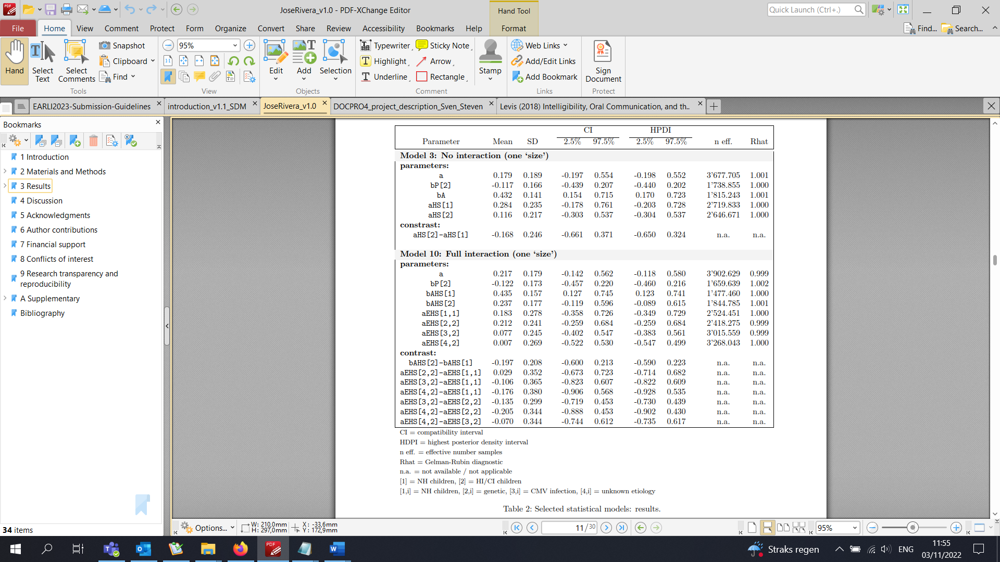 JoseRivera_v1.0 - PDF-XChange Editor
Hand Tool
Quick Launch (Ctrl+.)
File Home View Comment Protect Form Organize Convert Share Review Accessibility Bookmarks Help Format
Find... Search...
Hand
Select Text
Select Comments
Snapshot
Clipboard
Find
Tools
95%
View
Edit
Add
Selection
Objects
Typewriter
Highlight
Underline
Sticky Note
Arrow
Rectangle
Stamp
Comment
Web Links
Add/Edit Links
Add Bookmark
Links
Sign Document
Protect
EARLI2023-Submission-Guidelines introduction_v1.1_SDM JoseRivera_v1.0 DOCPRO4_project_description_Sven_Steven Levis (2018) Intelligibility, Oral Communication, and th..
Bookmarks
1 Introduction
2 Materials and Methods
3 Results
4 Discussion
5 Acknowledgments
6 Author contributions
7 Financial support
8 Conflicts of interest
9 Research transparency and
reproducibility
A Supplementary
Bibliography
34 items
CI HPDI
Parameter Mean SD 2.5% 97.5% 2.5% 97.5% n eff. Rhat
Model 3: No interaction (one ‘size’)
parameters:
a 0.179 0.189 -0.197 0.554 -0.198 0.552 3’677.705 1.001
bP[2] -0.117 0.166 -0.439 0.207 -0.440 0.202 1’738.855 1.000
bA 0.432 0.141 0.154 0.715 0.170 0.723 1’815.243 1.001
aHS[1] 0.284 0.235 -0.178 0.761 -0.203 0.728 2’719.833 1.000
aHS[2] 0.116 0.217 -0.303 0.537 -0.304 0.537 2’646.671 1.000
constrast:
aHS[2]-aHS[1] -0.168 0.246 -0.661 0.371 -0.650 0.324 n.a. n.a.
Model 10: Full interaction (one ‘size’)
parameters:
a 0.217 0.179 -0.142 0.562 -0.118 0.580 3’902.629 0.999
bP[2] -0.122 0.173 -0.457 0.220 -0.460 0.216 1’659.639 1.002
bAHS[1] 0.435 0.157 0.127 0.745 0.123 0.741 1’477.460 1.000
bAHS[2] 0.237 0.177 -0.119 0.596 -0.089 0.615 1’844.785 1.001
aEHS[1,1] 0.183 0.278 -0.358 0.726 -0.349 0.729 2’524.451 1.000
aEHS[2,2] 0.212 0.241 -0.259 0.684 -0.259 0.684 2’418.275 0.999
aEHS[3,2] 0.077 0.245 -0.402 0.547 -0.383 0.561 3’015.559 0.999
aEHS[4,2] 0.007 0.269 -0.522 0.530 -0.547 0.499 3’268.043 1.000
contrast:
bAHS[2]-bAHS[1] -0.197 0.208 -0.600 0.213 -0.590 0.223 n.a. n.a.
aEHS[2,2]-aEHS[1,1] 0.029 0.352 -0.673 0.723 -0.714 0.682 n.a. n.a.
aEHS[3,2]-aEHS[1,1] -0.106 0.365 -0.823 0.607 -0.822 0.609 n.a. n.a.
aEHS[4,2]-aEHS[1,1] -0.176 0.380 -0.906 0.568 -0.928 0.535 n.a. n.a.
aEHS[3,2]-aEHS[2,2] -0.135 0.299 -0.719 0.453 -0.730 0.439 n.a. n.a.
aEHS[4,2]-aEHS[2,2] -0.205 0.344 -0.888 0.453 -0.902 0.430 n.a. n.a.
aEHS[4,2]-aEHS[3,2] -0.070 0.344 -0.744 0.612 -0.735 0.617 n.a. n.a.
CI = compatibility interval
HDPI = highest posterior density interval
n eff. = effective number samples
Rhat = Gelman-Rubin diagnostic
n.a. = not available / not applicable
[1] = NH children, [2] = HI/CI children
[1,i] = NH children, [2,i] = genetic, [3,i] = CMV infection, [4,i] = unknown etiology
Table 2: Selected statistical models: results.
Options...
W: 210,0mm
H: 297,0mm
X: -33,6mm
Y: 172,9mm
11/30
95%
Straks regen
ENG
11:55
03/11/2022